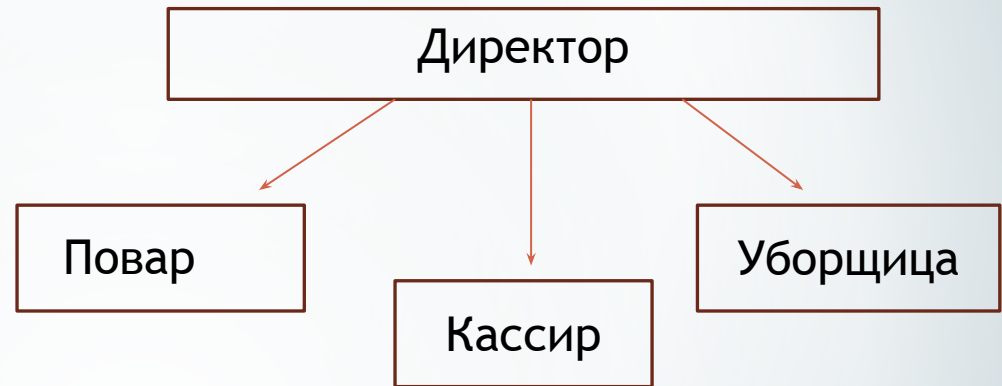 Директор
Повар
Уборщица
Кассир